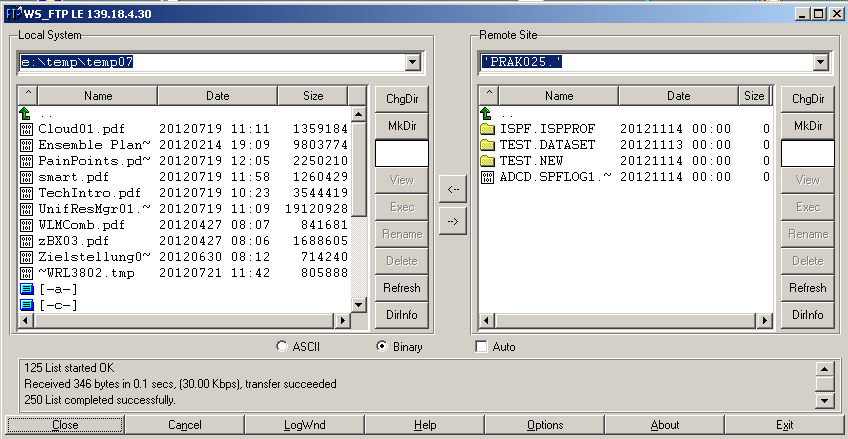 WS_FTP LE 139.18.4.30
Local System
e:\temp\temp07
^ Name Date Size
..
Cloud01.pdf 20120719 11:11 1359184
Ensemble Plan~ 20120214 19:09 9803774
PainPoints.pd~ 20120719 12:05 2250210
smart.pdf 20120719 11:58 1260429
TechIntro.pdf 20120719 10:23 3544419
UnifResMgr01.~ 20120719 11:09 19120928
WLMComb.pdf 20120427 08:07 841681
zBX03.pdf 20120427 08:06 1688605
Zielstellung0~ 20120630 08:12 714240
~WRL3802.tmp 20120721 11:42 805888
[-a-]
[-c-]
ChgDir
MkDir
View
Exec
Rename
Delete
Refresh
DirInfo
<--
-->
Remote Site
'PRAK025.'
^ Name Date Size
..
ISPF.ISPPROF 20121114 00:00 0
TEST.DATASET 20121113 00:00 0
TEST.NEW 20121114 00:00 0
ADCD.SPFLOG1.~ 20121114 00:00 0
ChgDir
MkDir
View
Exec
Rename
Delete
Refresh
DirInfo
ASCII Binary Auto
125 List started OK
Received 346 bytes in 0.1 secs, (30.00 Kbps), transfer succeeded
250 List completed successfully.
Close Cancel LogWnd Help Options About Exit